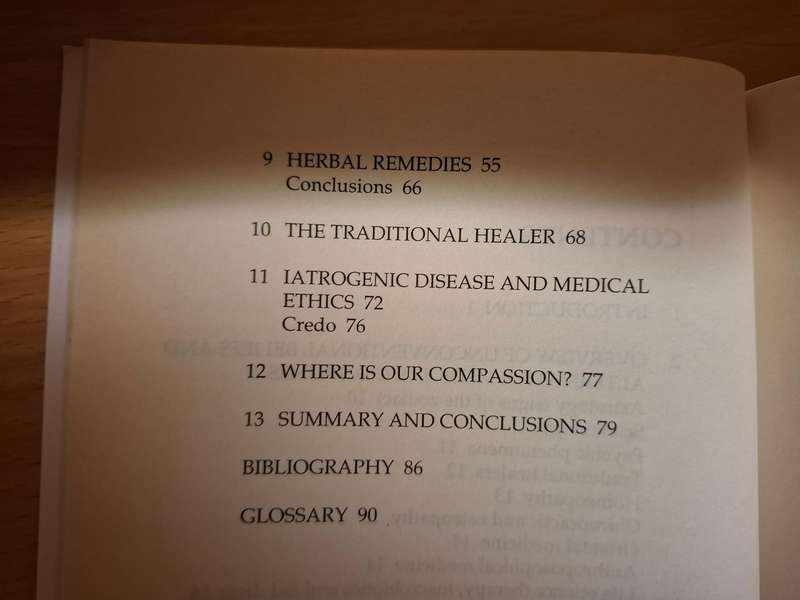 9 HERBAL REMEDIES 55
Conclusions 66
10 THE TRADITIONAL HEALER 68
11 IATROGENIC DISEASE AND MEDICAL
ETHICS 72
Credo 76
12 WHERE IS OUR COMPASSION? 77
13 SUMMARY AND CONCLUSIONS 79
BIBLIOGRAPHY 86
GLOSSARY 90